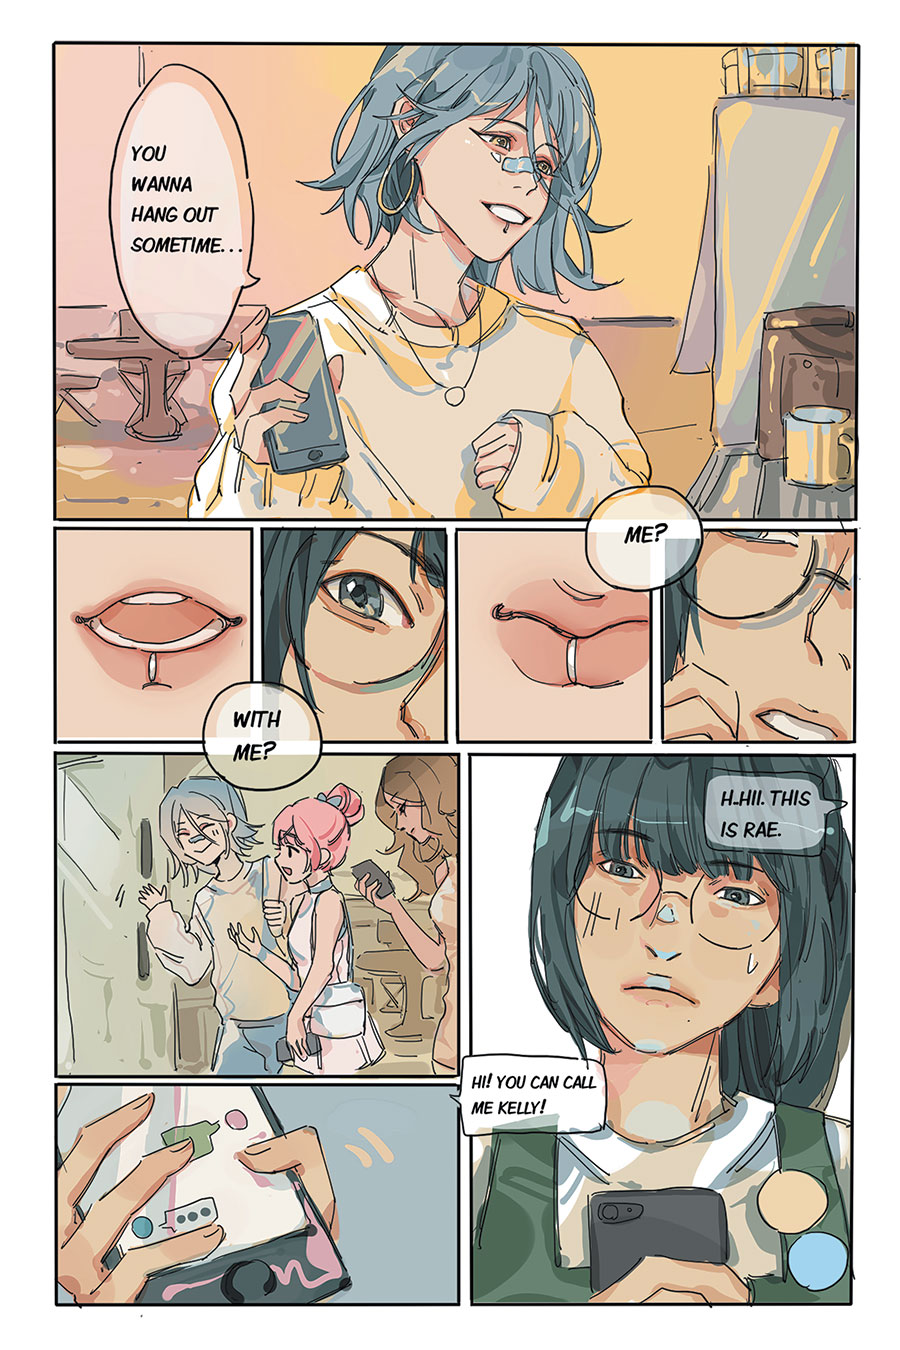 YOU
WANNA
HANG OUT
SOMETIME...
ME?
WITH
ME?
H..HII. THIS
IS RAE.
HI! YOU CAN CALL
ME KELLY!